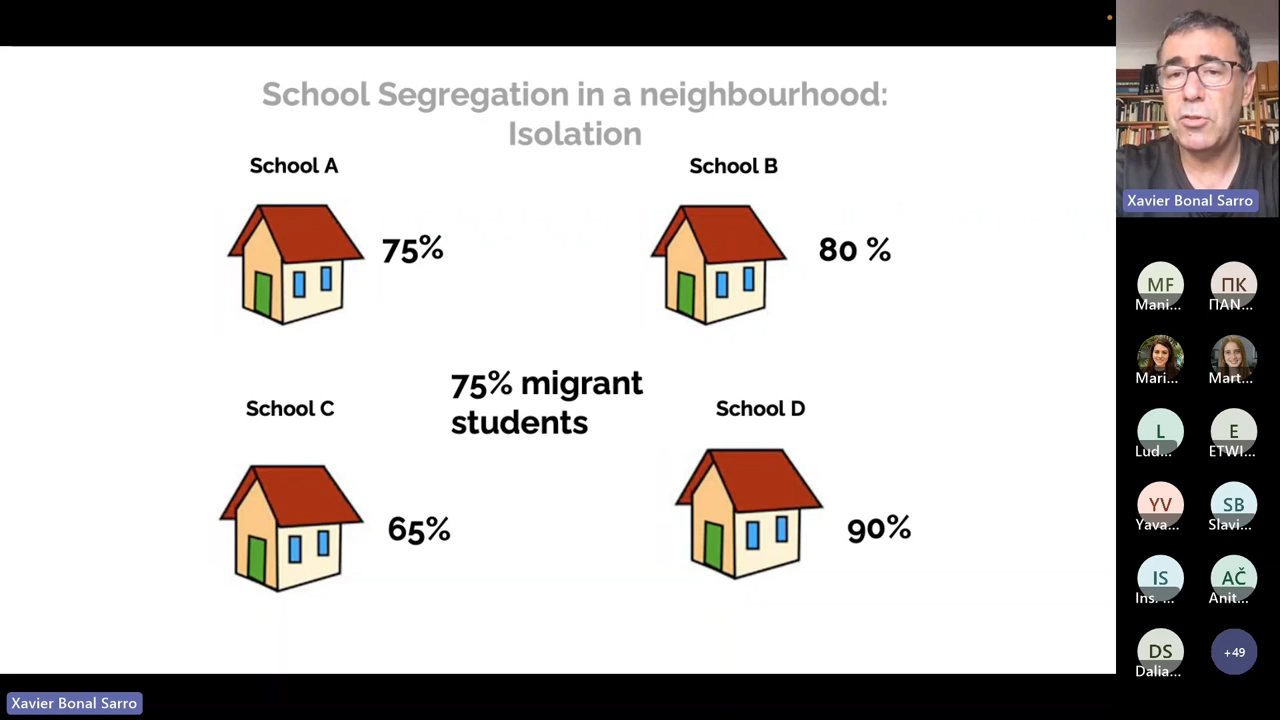 School Segregation in a neighbourhood:
Isolation
School A
School B
75%
80 %
75% migrant
students
School C
School D
65%
90%
Xavier Bonal Sarro
MF
ΠΚ
Mani...
ΠΑΝ...
Mari...
Mart...
L
E
Lud...
ETWI...
YV
SB
Yava...
Slavi...
IS
AČ
Ins. ...
Anit...
DS
+49
Dalia...
Xavier Bonal Sarro